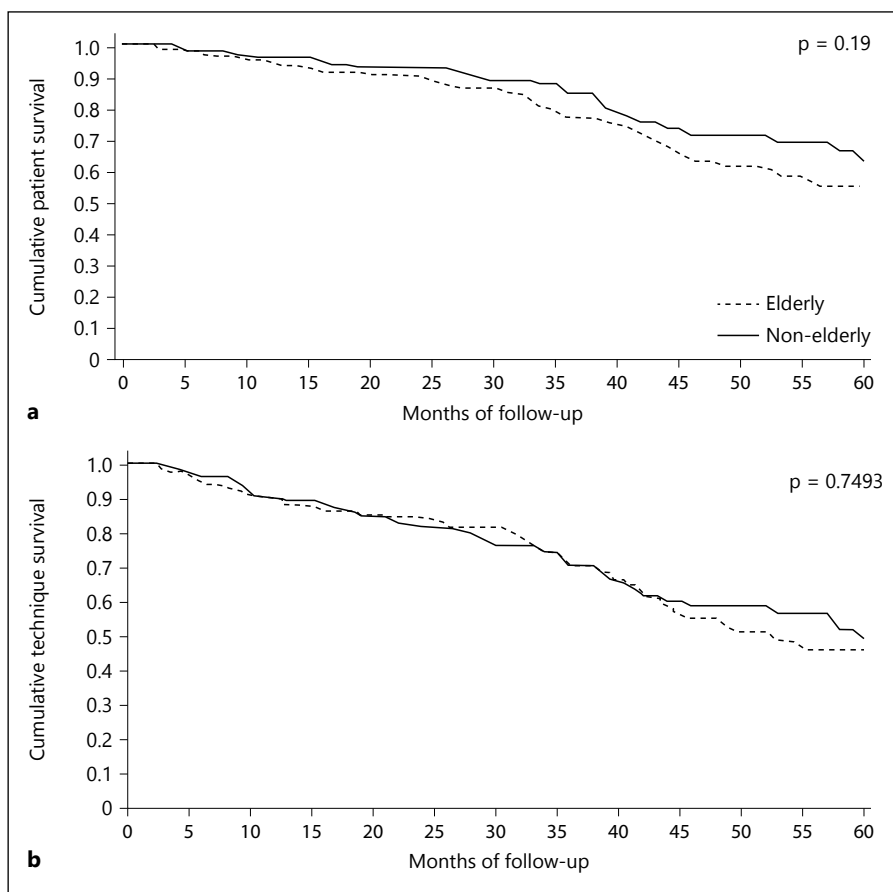 p = 0.19
Cumulative patient survival
1.0
0.9
0.8
0.7
0.6
0.5
0.4
0.3
0.2
0.1
0
Elderly
Non-elderly
0 5 10 15 20 25 30 35 40 45 50 55 60
Months of follow-up
a
p = 0.7493
Cumulative technique survival
1.0
0.9
0.8
0.7
0.6
0.5
0.4
0.3
0.2
0.1
0
0 5 10 15 20 25 30 35 40 45 50 55 60
Months of follow-up
b